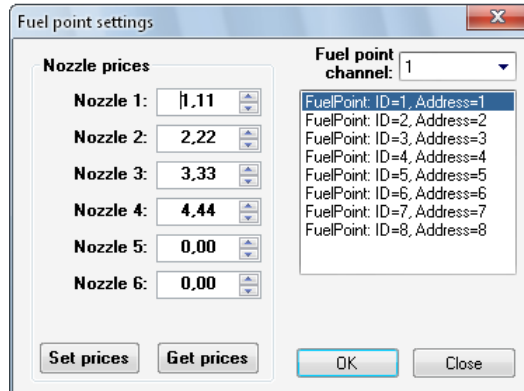 Fuel point settings
Nozzle prices
Nozzle 1: 1,11
Nozzle 2: 2,22
Nozzle 3: 3,33
Nozzle 4: 4,44
Nozzle 5: 0,00
Nozzle 6: 0,00
Set prices Get prices
Fuel point
channel: 1
FuelPoint: ID=1, Address=1
FuelPoint: ID=2, Address=2
FuelPoint: ID=3, Address=3
FuelPoint: ID=4, Address=4
FuelPoint: ID=5, Address=5
FuelPoint: ID=6, Address=6
FuelPoint: ID=7, Address=7
FuelPoint: ID=8, Address=8
OK Close